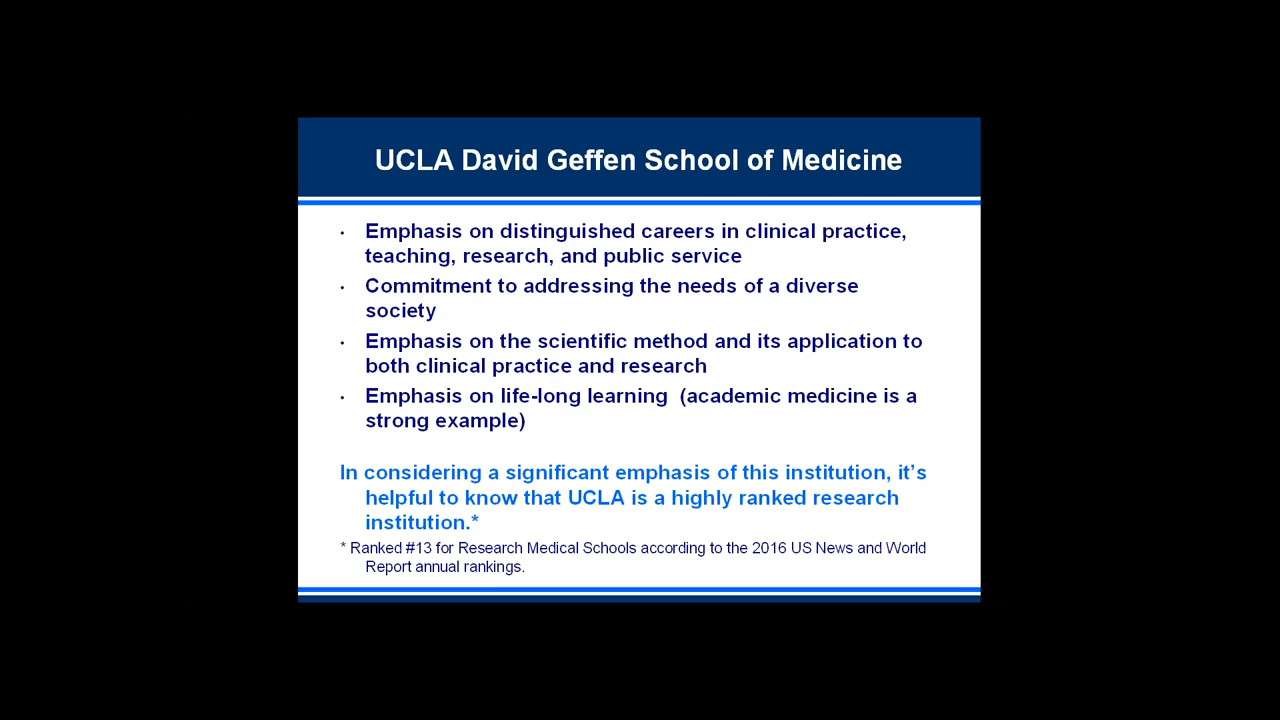 UCLA David Geffen School of Medicine
• Emphasis on distinguished careers in clinical practice,
teaching, research, and public service
• Commitment to addressing the needs of a diverse
society
• Emphasis on the scientific method and its application to
both clinical practice and research
• Emphasis on life-long learning  (academic medicine is a
strong example)
In considering a significant emphasis of this institution, it’s
helpful to know that UCLA is a highly ranked research
institution.*
* Ranked #13 for Research Medical Schools according to the 2016 US News and World
Report annual rankings.